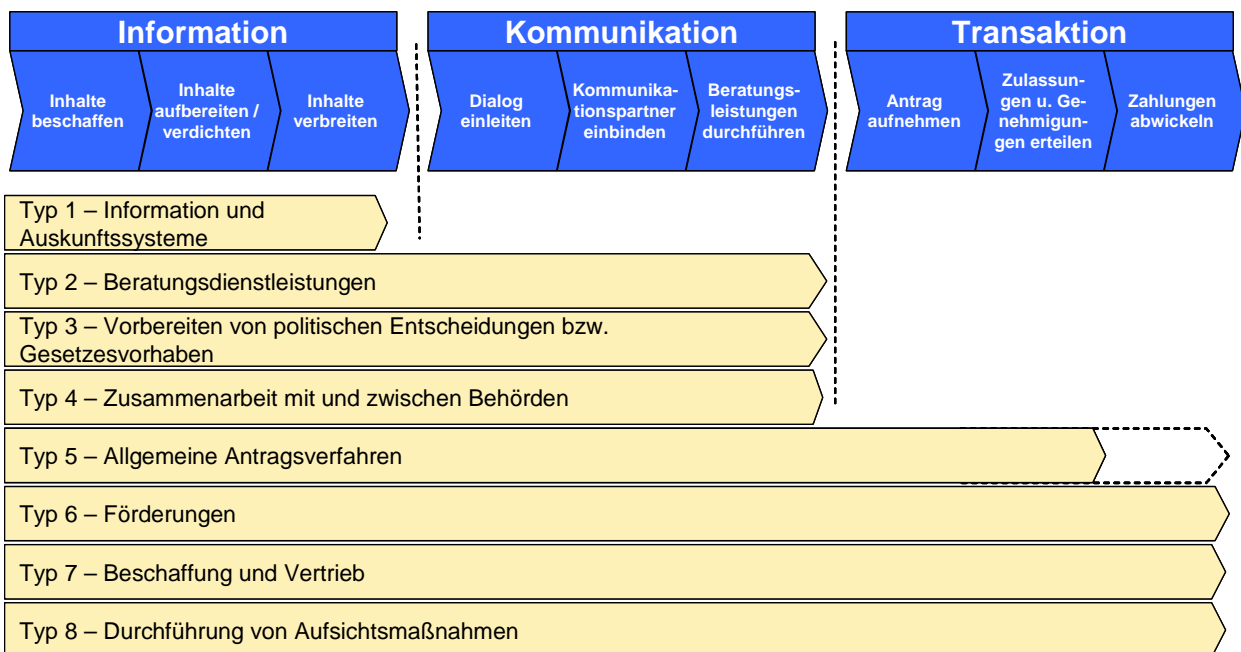 Information
Kommunikation
Transaktion
Inhalte
beschaffen
Inhalte
aufbereiten /
verdichten
Inhalte
verbreiten
Dialog
einleiten
Kommunika-
tionspartner
einbinden
Beratungs-
leistungen
durchführen
Antrag
aufnehmen
Zulassun-
gen u. Ge-
nehmigun-
gen erteilen
Zahlungen
abwickeln
Typ 1 – Information und
Auskunftssysteme
Typ 2 – Beratungsdienstleistungen
Typ 3 – Vorbereiten von politischen Entscheidungen bzw.
Gesetzesvorhaben
Typ 4 – Zusammenarbeit mit und zwischen Behörden
Typ 5 – Allgemeine Antragsverfahren
Typ 6 – Förderungen
Typ 7 – Beschaffung und Vertrieb
Typ 8 – Durchführung von Aufsichtsmaßnahmen